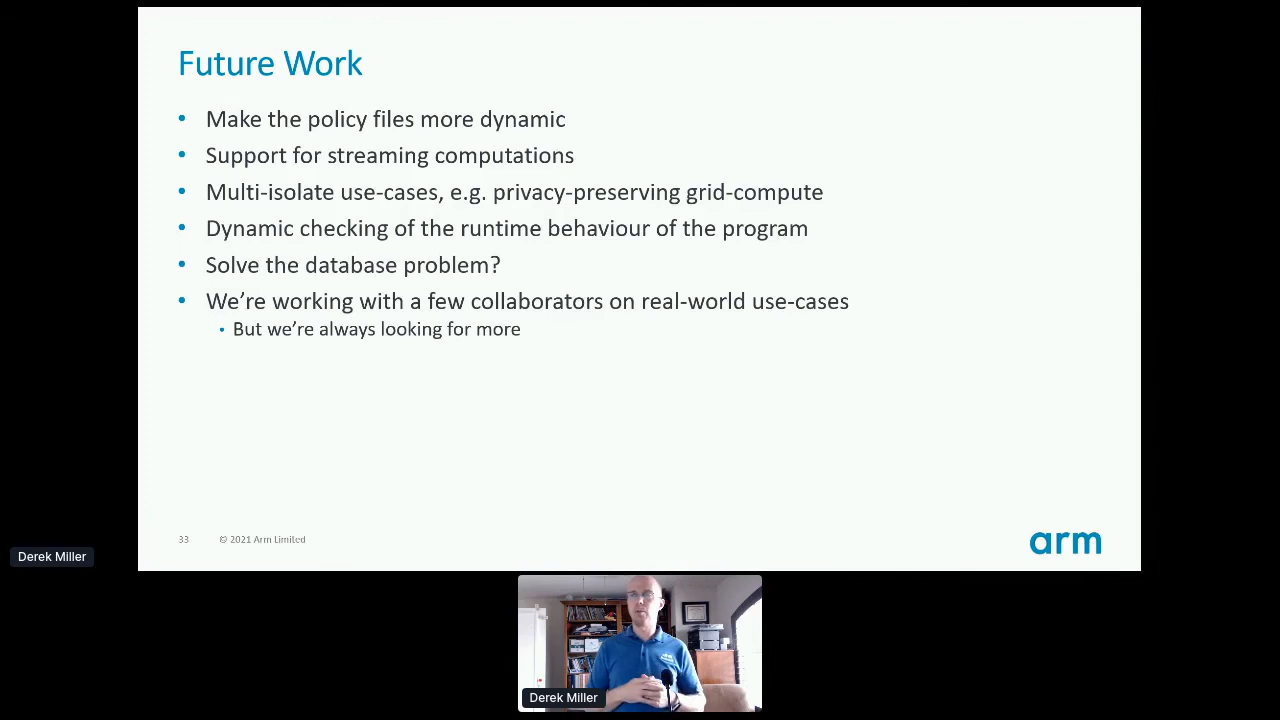 Future Work
• Make the policy files more dynamic
• Support for streaming computations
• Multi-isolate use-cases, e.g. privacy-preserving grid-compute
• Dynamic checking of the runtime behaviour of the program
• Solve the database problem?
• We’re working with a few collaborators on real-world use-cases
• But we’re always looking for more
33 © 2021 Arm Limited
arm
Derek Miller
Derek Miller